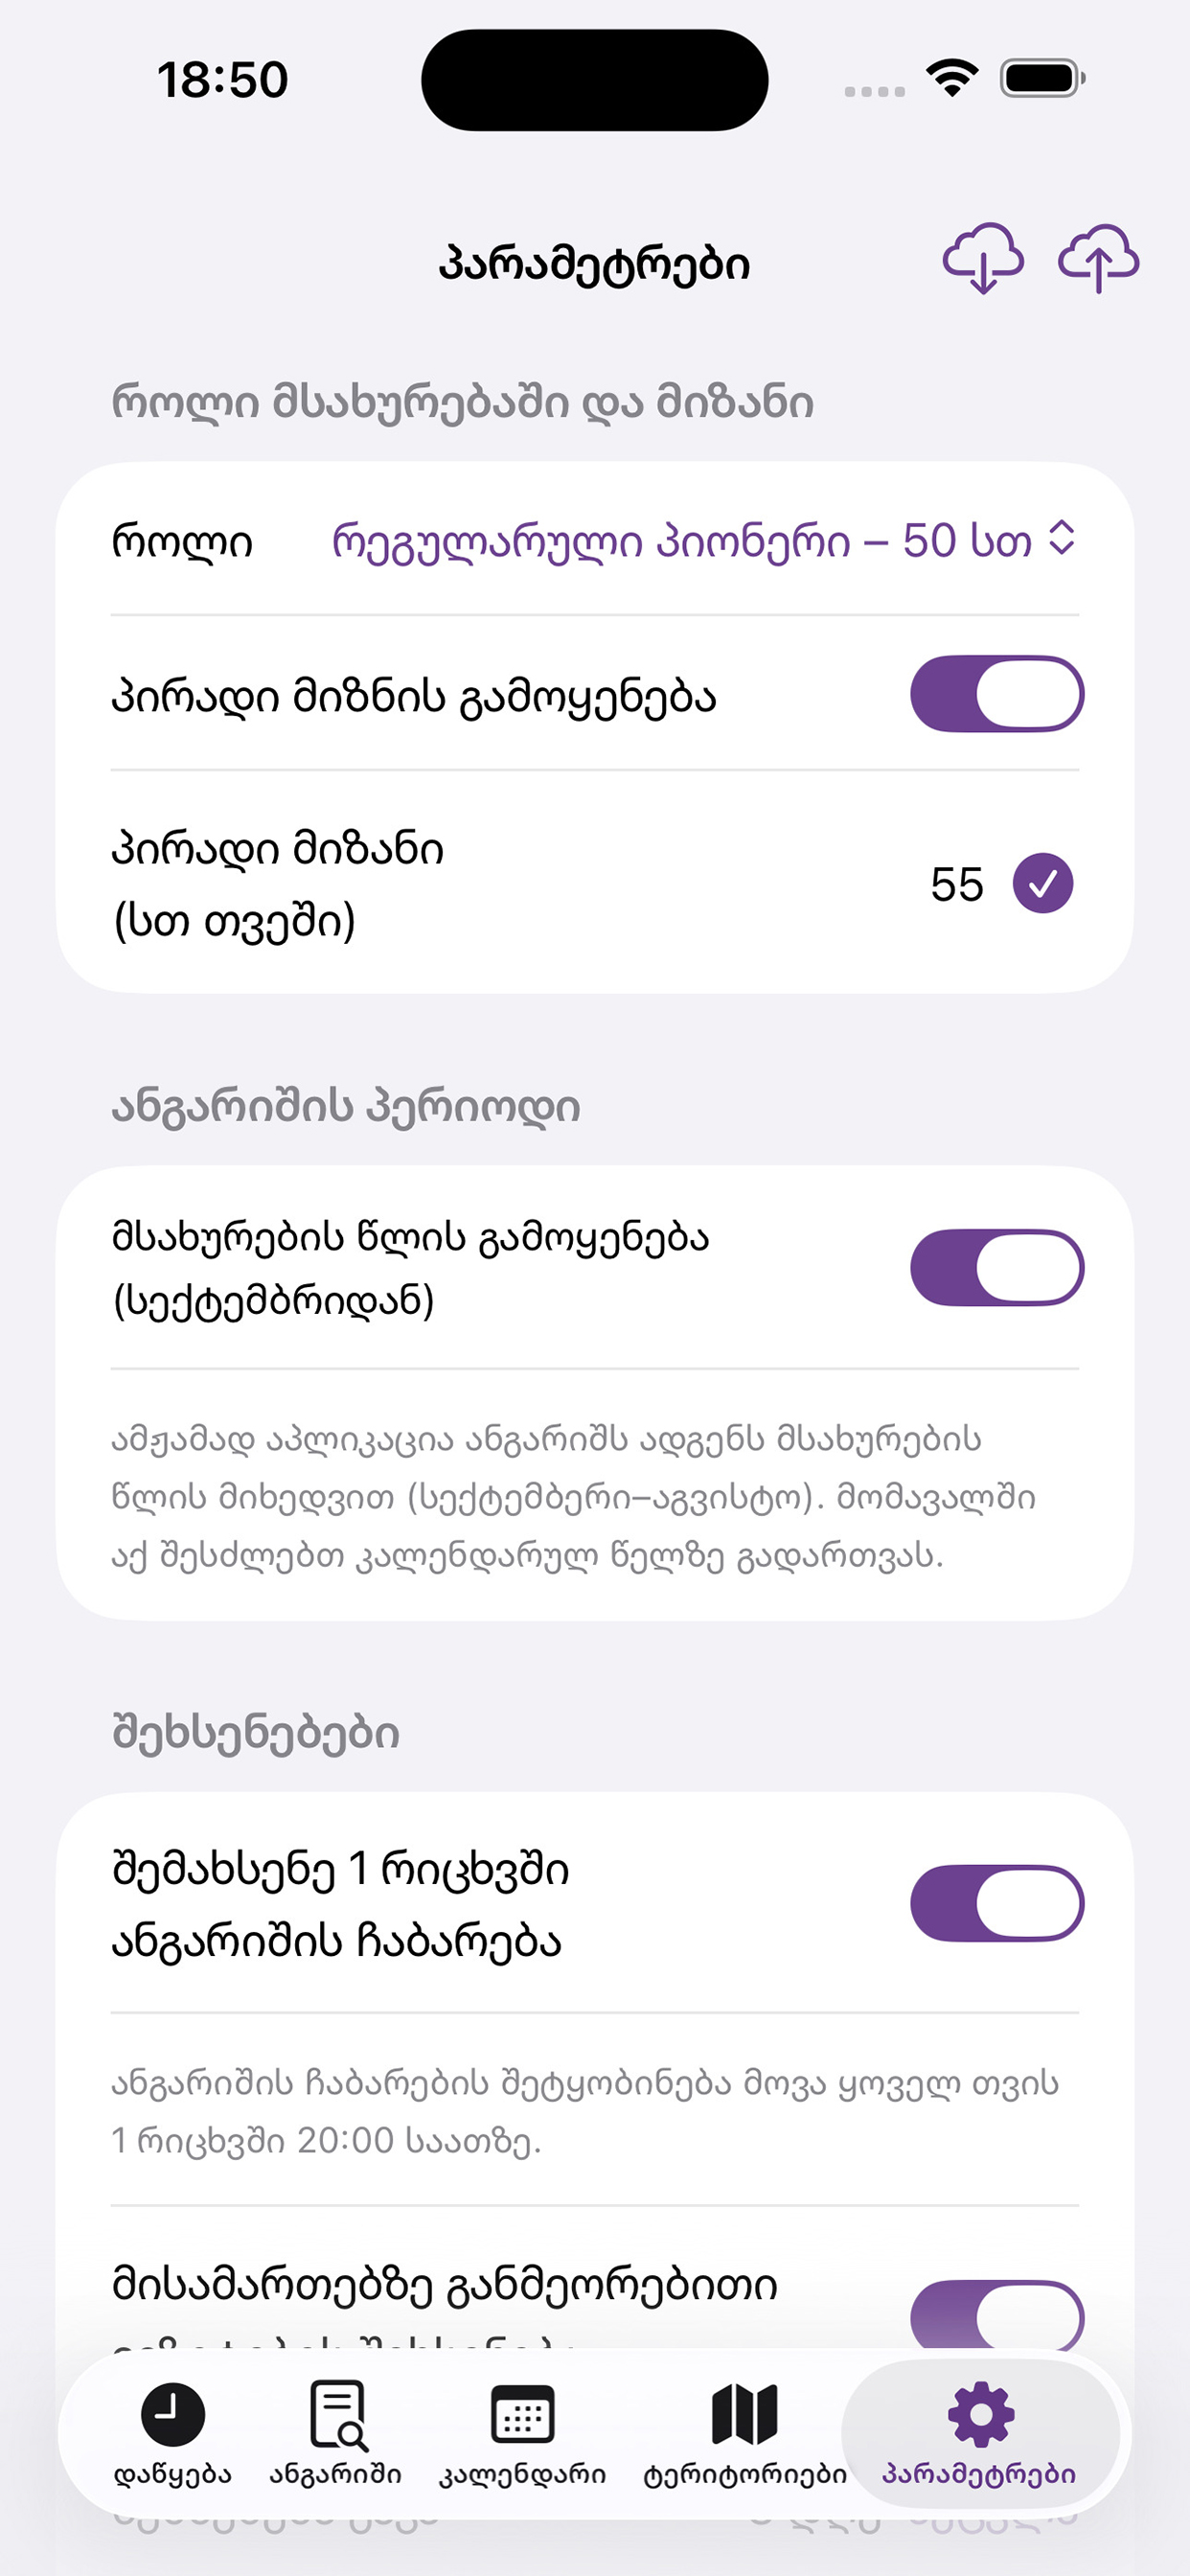 18:50
პარამეტრები
როლი მსახურებაში და მიზანი
როლი რეგულარული პიონერი – 50 სთ
პირადი მიზნის გამოყენება
პირადი მიზანი
(სთ თვეში)
55
ანგარიშის პერიოდი
მსახურების წლის გამოყენება
(სექტემბრიდან)
ამჟამად აპლიკაცია ანგარიშს ადგენს მსახურების
წლის მიხედვით (სექტემბერი–აგვისტო). მომავალში
აქ შესძლებთ კალენდარულ წელზე გადართვას.
შეხსენებები
შემახსენე 1 რიცხვში
ანგარიშის ჩაბარება
ანგარიშის ჩაბარების შეტყობინება მოვა ყოველ თვის
1 რიცხვში 20:00 საათზე.
მისამართებზე განმეორებითი
დაწყება ანგარიში კალენდარი ტერიტორიები პარამეტრები